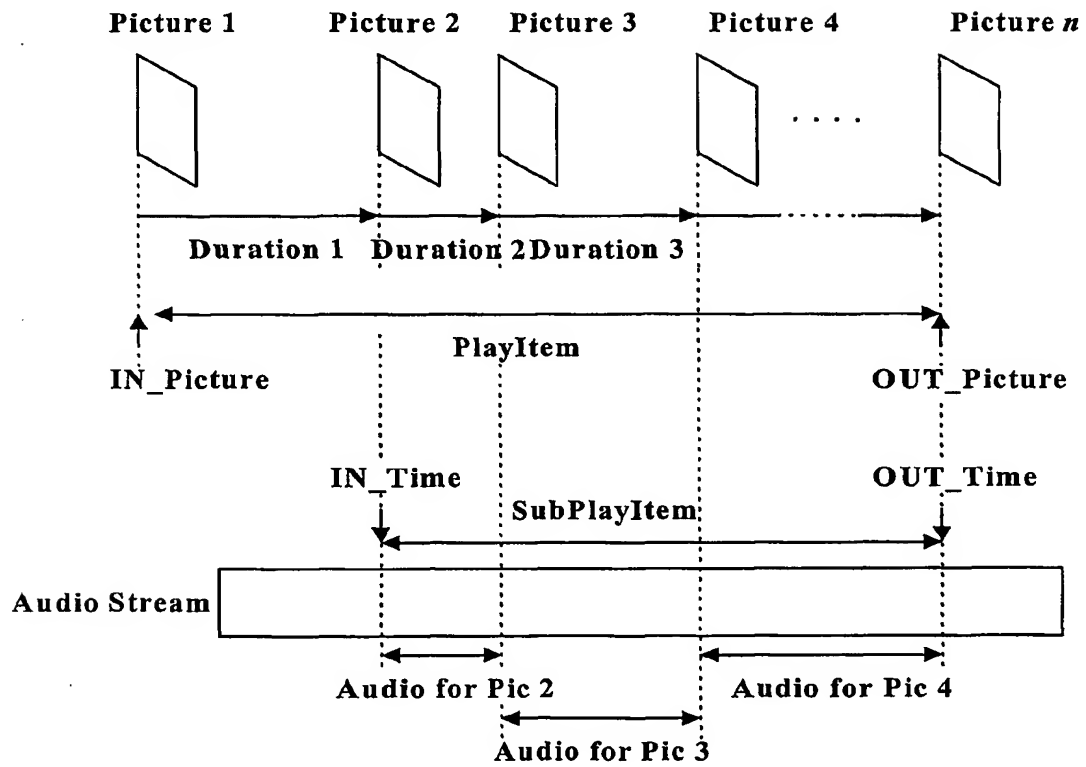 Picture 1 Picture 2 Picture 3 Picture 4 Picture n
. . . .
Duration 1 Duration 2 Duration 3
PlayItem
IN_Picture OUT_Picture
IN_Time OUT_Time
SubPlayItem
Audio Stream
Audio for Pic 2 Audio for Pic 4
Audio for Pic 3